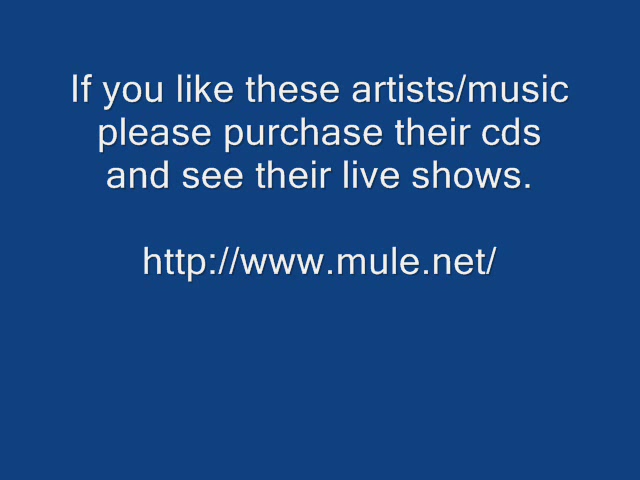 If you like these artists/music
please purchase their cds
and see their live shows.
http://www.mule.net/